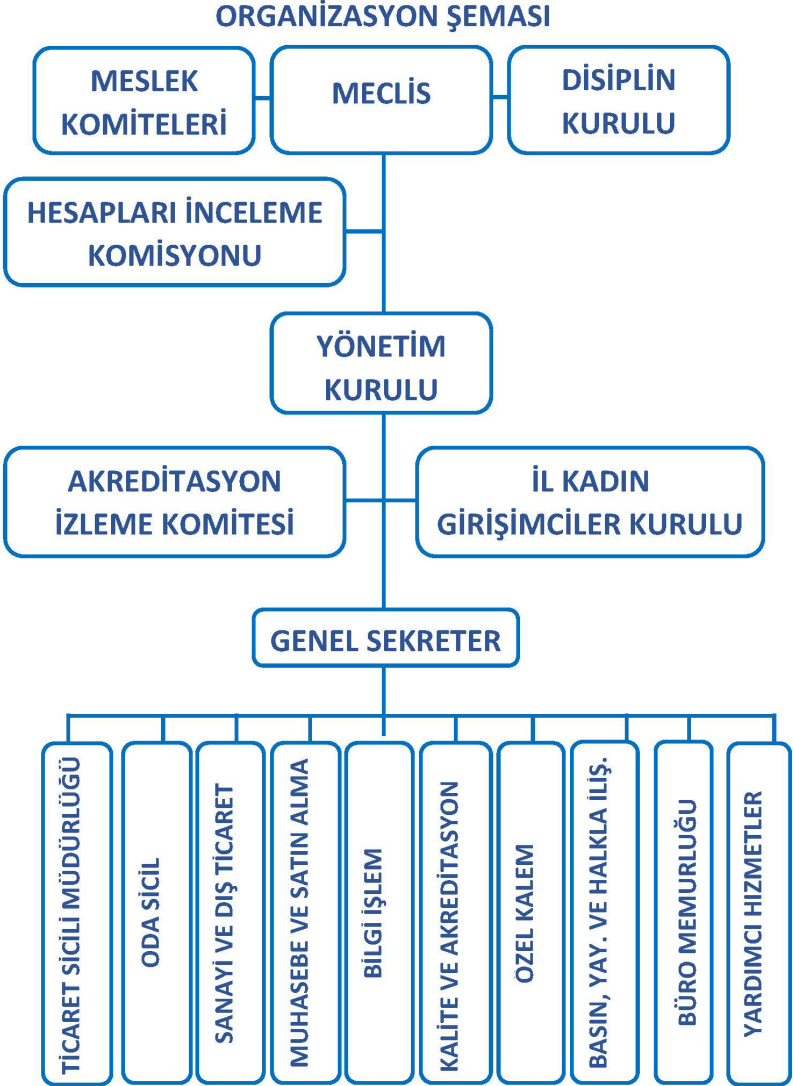 ORGANİZASYON ŞEMASI
MESLEK
KOMİTELERİ
MECLİS
DİSİPLİN
KURULU
HESAPLARI İNCELEME
KOMİSYONU
YÖNETİM
KURULU
AKREDİTASYON
İZLEME KOMİTESİ
İL KADIN
GİRİŞİMCİLER KURULU
GENEL SEKRETER
TİCARET SİCİLİ MÜDÜRLÜĞÜ
ODA SİCİL
SANAYİ VE DIŞ TİCARET
MUHASEBE VE SATIN ALMA
BİLGİ İŞLEM
KALİTE VE AKREDİTASYON
ÖZEL KALEM
BASIN, YAY. VE HALKLA İLİŞ.
BÜRO MEMURLUĞU
YARDIMCI HIZMETLER